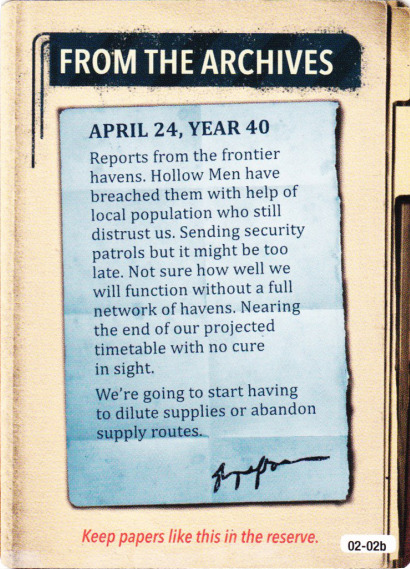 FROM THE ARCHIVES
APRIL 24, YEAR 40
Reports from the frontier
havens. Hollow Men have
breached them with help of
local population who still
distrust us. Sending security
patrols but it might be too
late. Not sure how well we
will function without a full
network of havens. Nearing
the end of our projected
timetable with no cure
in sight.
We're going to start having
to dilute supplies or abandon
supply routes.
Keep papers like this in the reserve.
02-02b